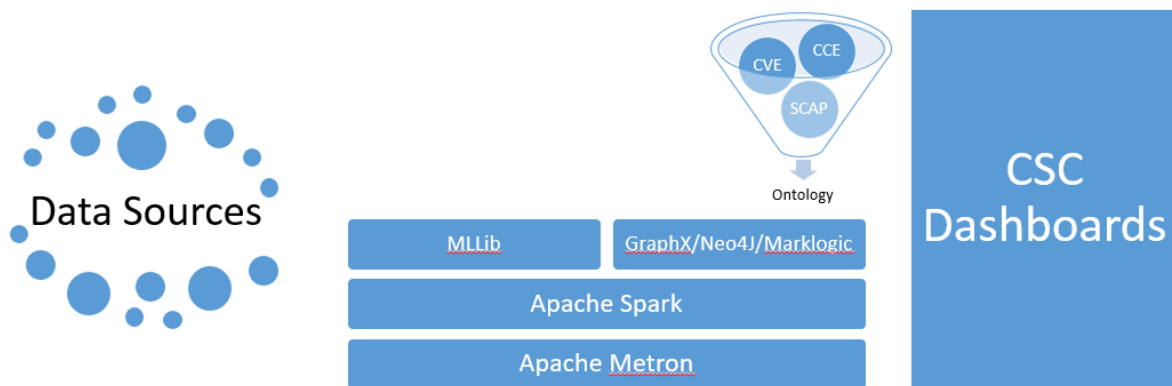 Data Sources
CVE
CCE
SCAP
Ontology
MLLib
GraphX/Neo4J/Marklogic
Apache Spark
Apache Metron
CSC
Dashboards